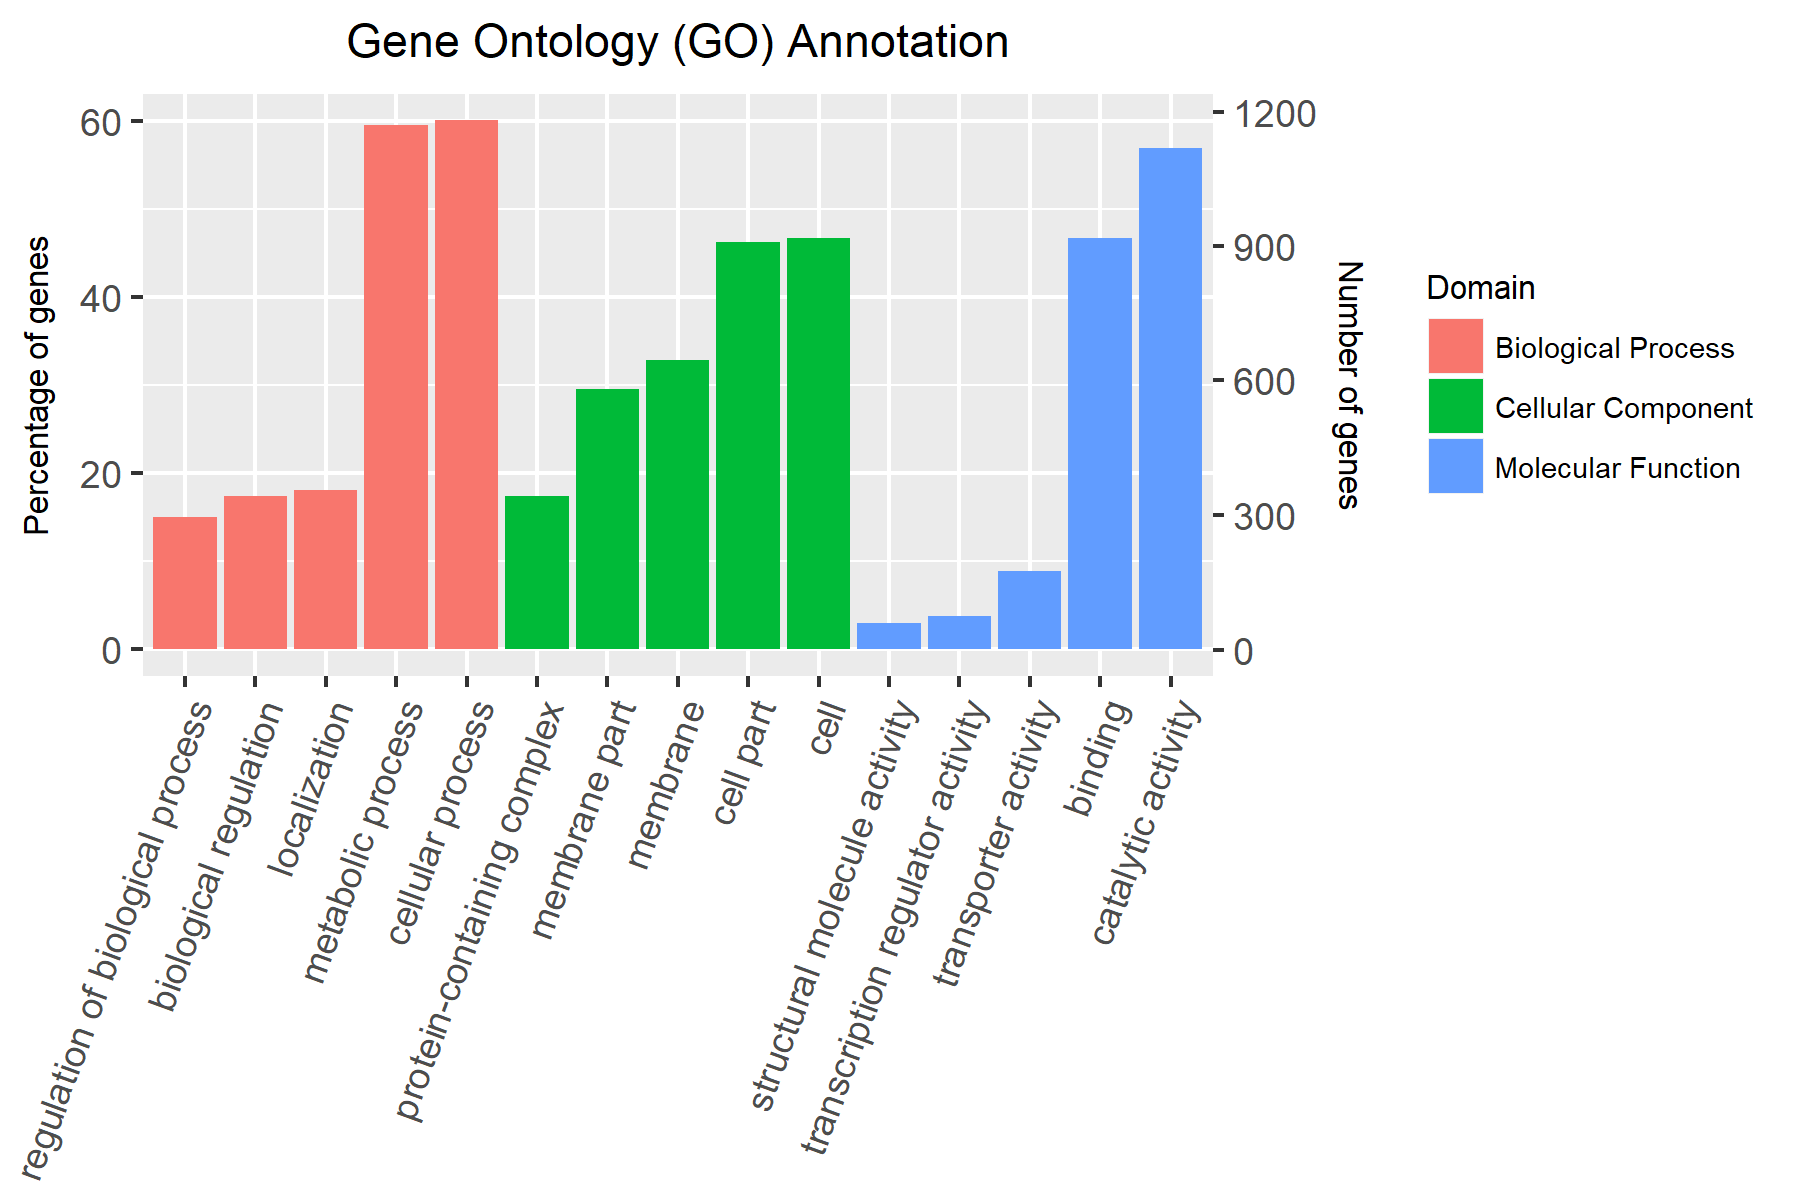 Gene Ontology (GO) Annotation
Percentage of genes
60
40
20
0
1200
900
600
300
0
Number of genes
Domain
Biological Process
Cellular Component
Molecular Function
regulation of biological process
biological regulation
localization
metabolic process
cellular process
protein-containing complex
membrane part
membrane
cell part
cell
structural molecule activity
transcription regulator activity
transporter activity
binding
catalytic activity